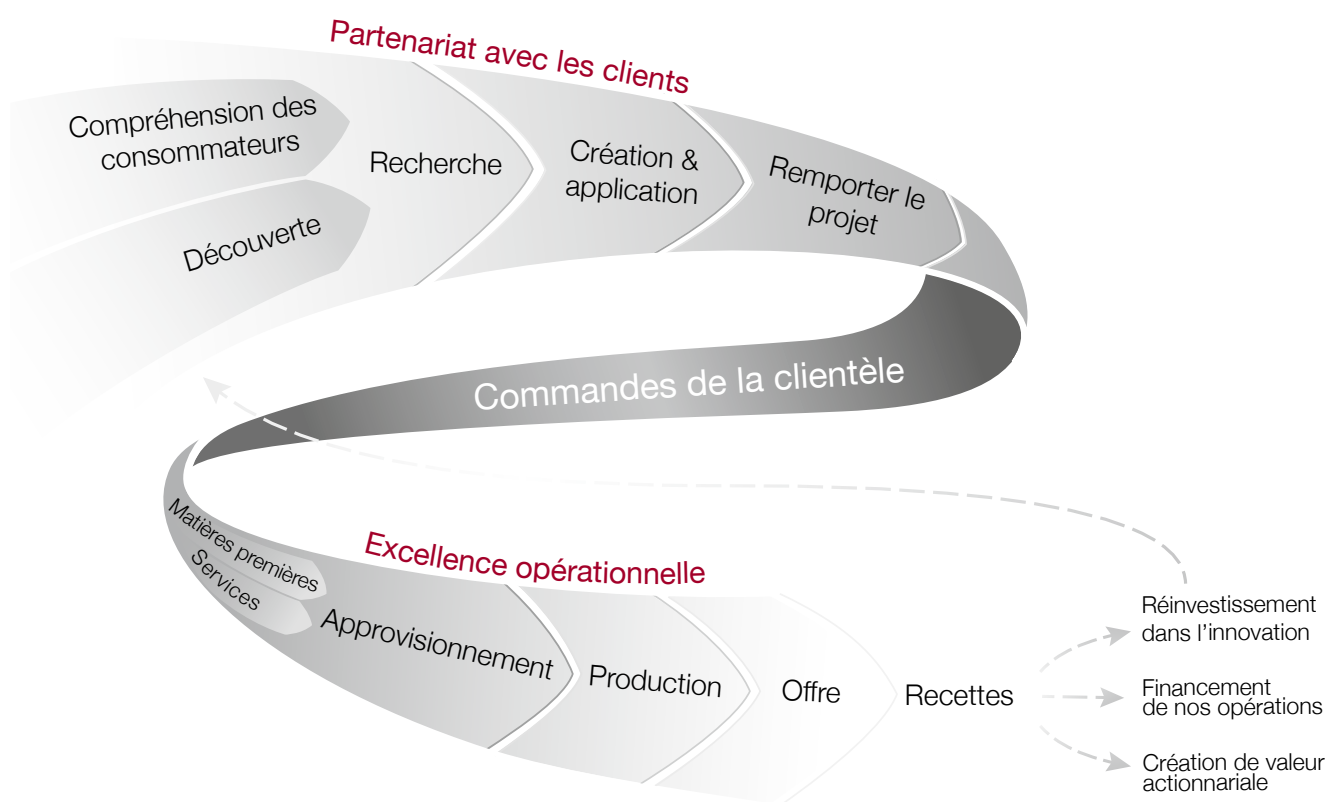 Partenariat avec les clients
Compréhension des
consommateurs
Découverte
Recherche
Création &
application
Remporter le
projet
Commandes de la clientèle
Excellence opérationnelle
Matières premières
Services
Approvisionnement
Production
Offre
Recettes
Réinvestissement
dans l’innovation
Financement
de nos opérations
Création de valeur
actionnariale